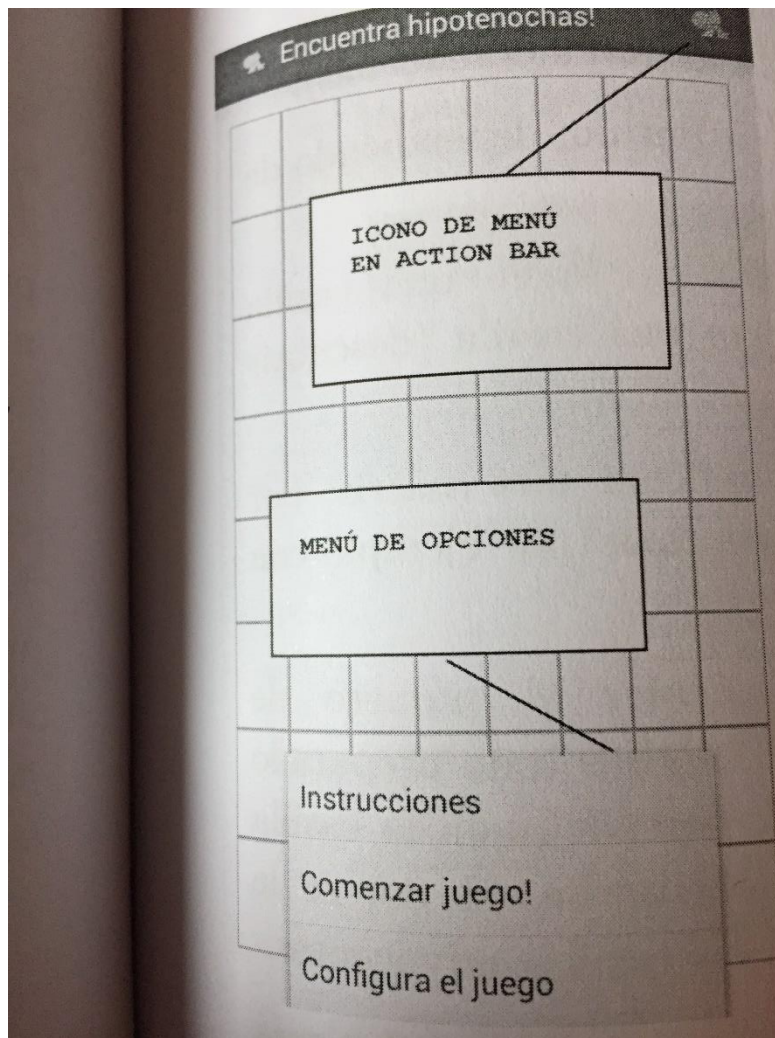 Encuentra hipotenochas!
ICONO DE MENÚ
EN ACTION BAR
MENÚ DE OPCIONES
Instrucciones
Comenzar juego!
Configura el juego